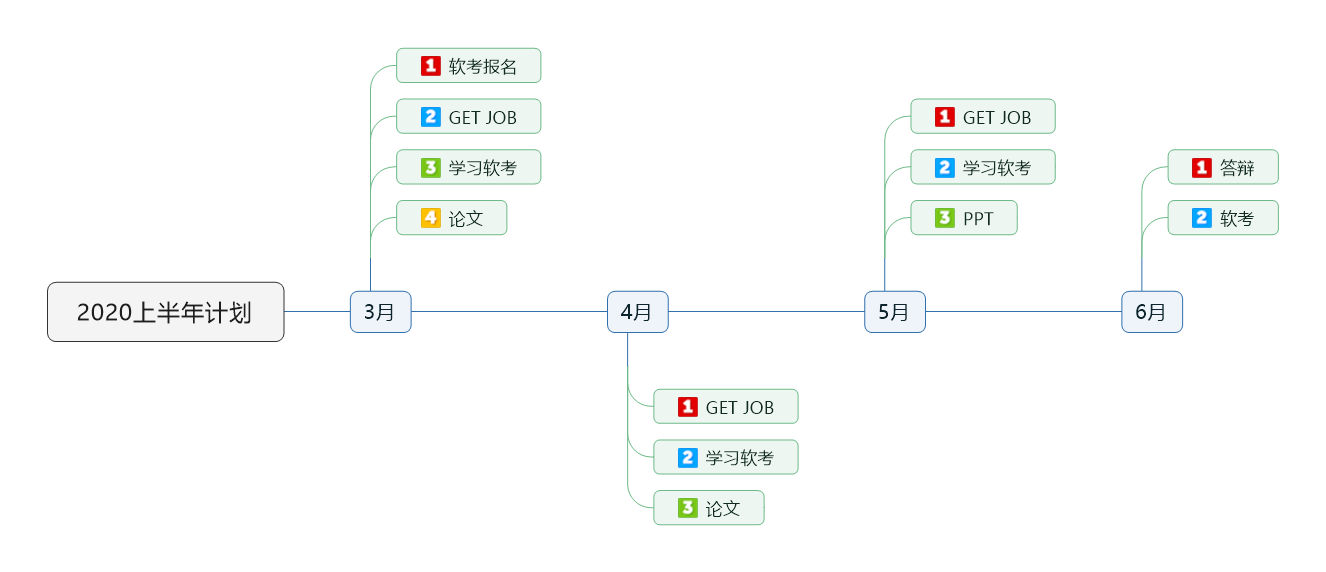 2020上半年计划
3月
1 软考报名
2 GET JOB
3 学习软考
4 论文
4月
1 GET JOB
2 学习软考
3 论文
5月
1 GET JOB
2 学习软考
3 PPT
6月
1 答辩
2 软考